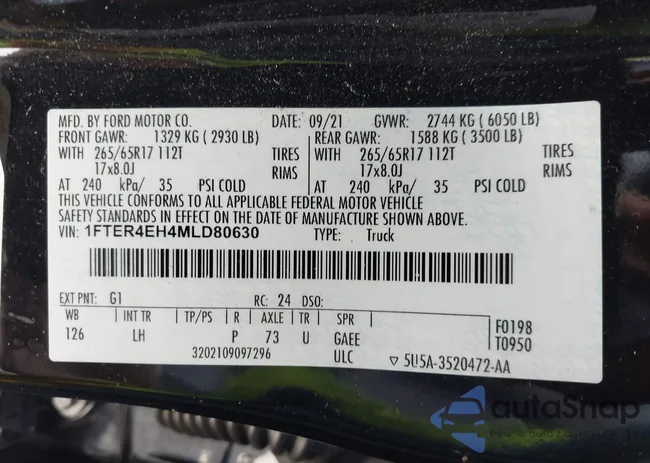 MFD. BY FORD MOTOR CO. DATE: 09/21 GVWR: 2744 KG ( 6050 LB)
FRONT GAWR: 1329 KG ( 2930 LB) REAR GAWR: 1588 KG ( 3500 LB)
WITH 265/65R17 112T TIRES WITH 265/65R17 112T TIRES
17x8.0J RIMS 17x8.0J RIMS
AT 240 kPa/ 35 PSI COLD AT 240 kPa/ 35 PSI COLD
THIS VEHICLE CONFORMS TO ALL APPLICABLE FEDERAL MOTOR VEHICLE
SAFETY STANDARDS IN EFFECT ON THE DATE OF MANUFACTURE SHOWN ABOVE.
VIN: 1FTER4EH4MLD80630 TYPE: Truck
EXT PNT: G1 RC: 24 DSO:
WB INT TR TP/PS R AXLE TR SPR
126 LH P 73 U GAEE
F0198
T0950
3202109097296 ULC ▽ 5U5A-3520472-AA
autaShop